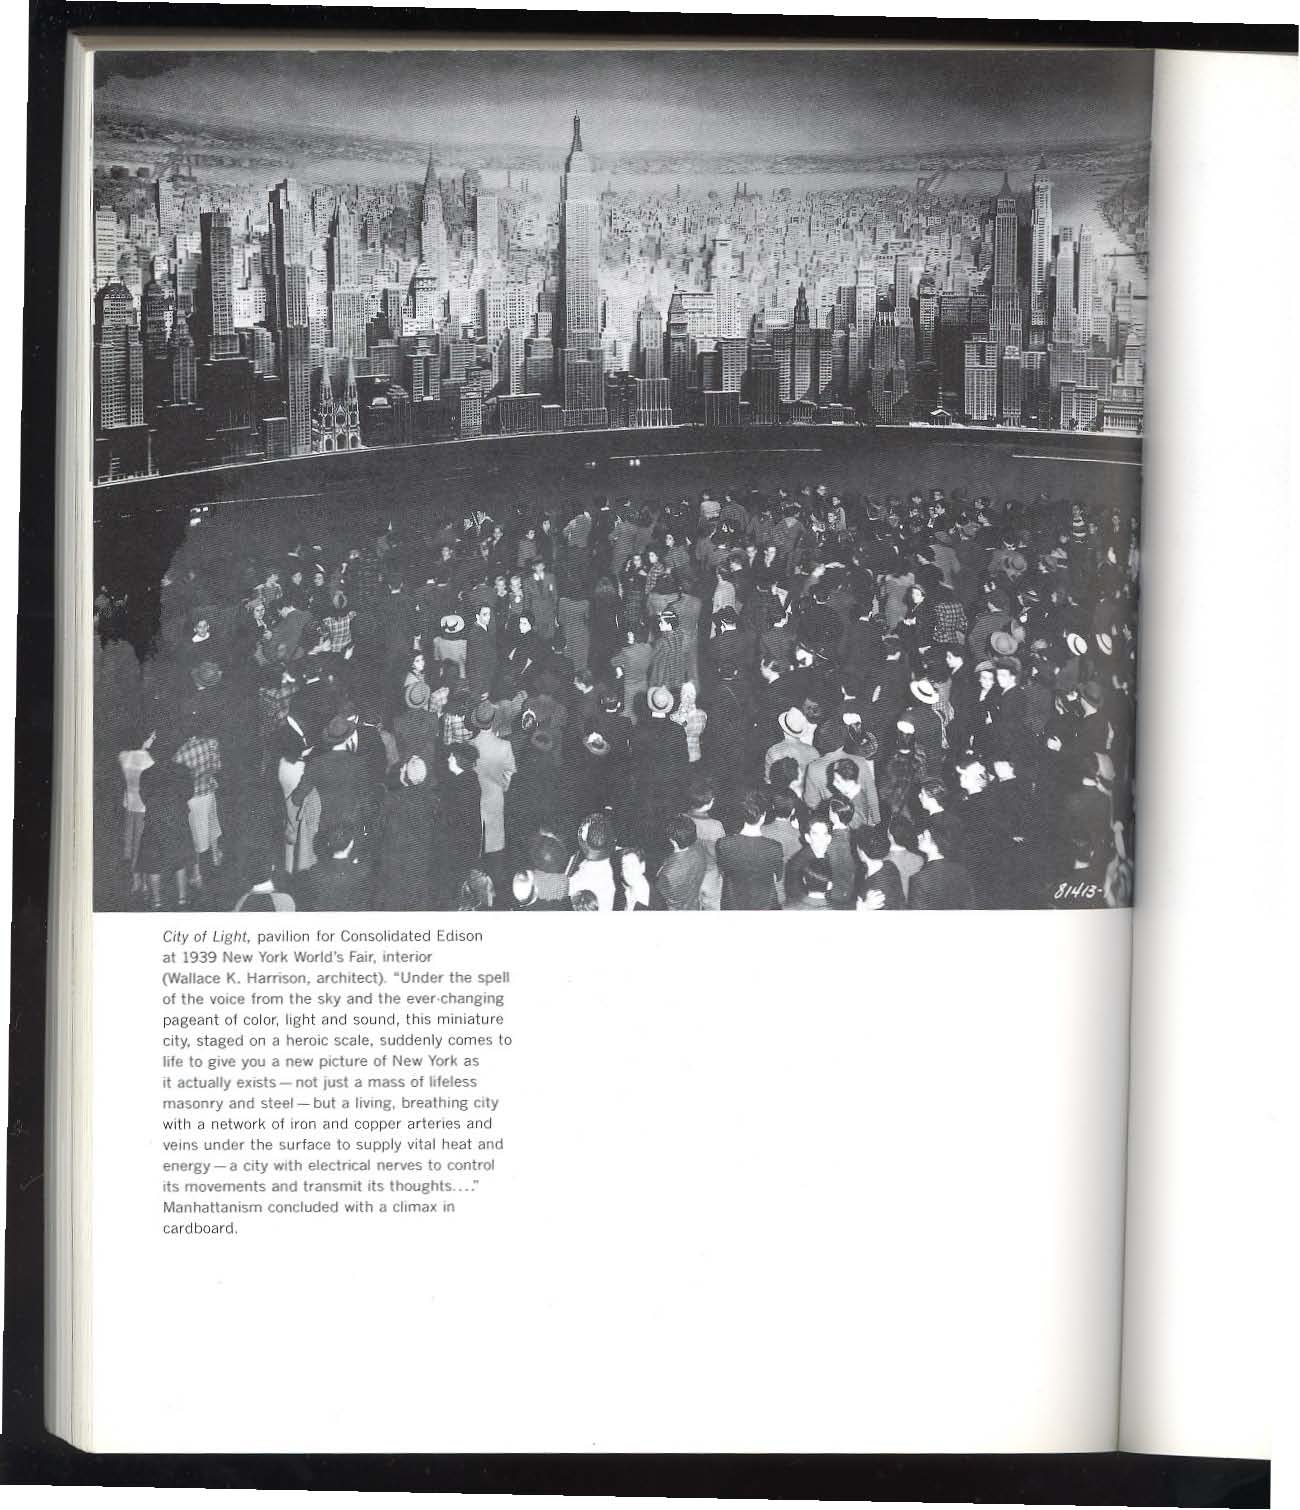 81413-
City of Light, pavilion for Consolidated Edison
at 1939 New York World's Fair, interior
(Wallace K. Harrison, architect). “Under the spell
of the voice from the sky and the ever-changing
pageant of color, light and sound, this miniature
city, staged on a heroic scale, suddenly comes to
life to give you a new picture of New York as
it actually exists — not just a mass of lifeless
masonry and steel — but a living, breathing city
with a network of iron and copper arteries and
veins under the surface to supply vital heat and
energy — a city with electrical nerves to control
its movements and transmit its thoughts....”
Manhattanism concluded with a climax in
cardboard.